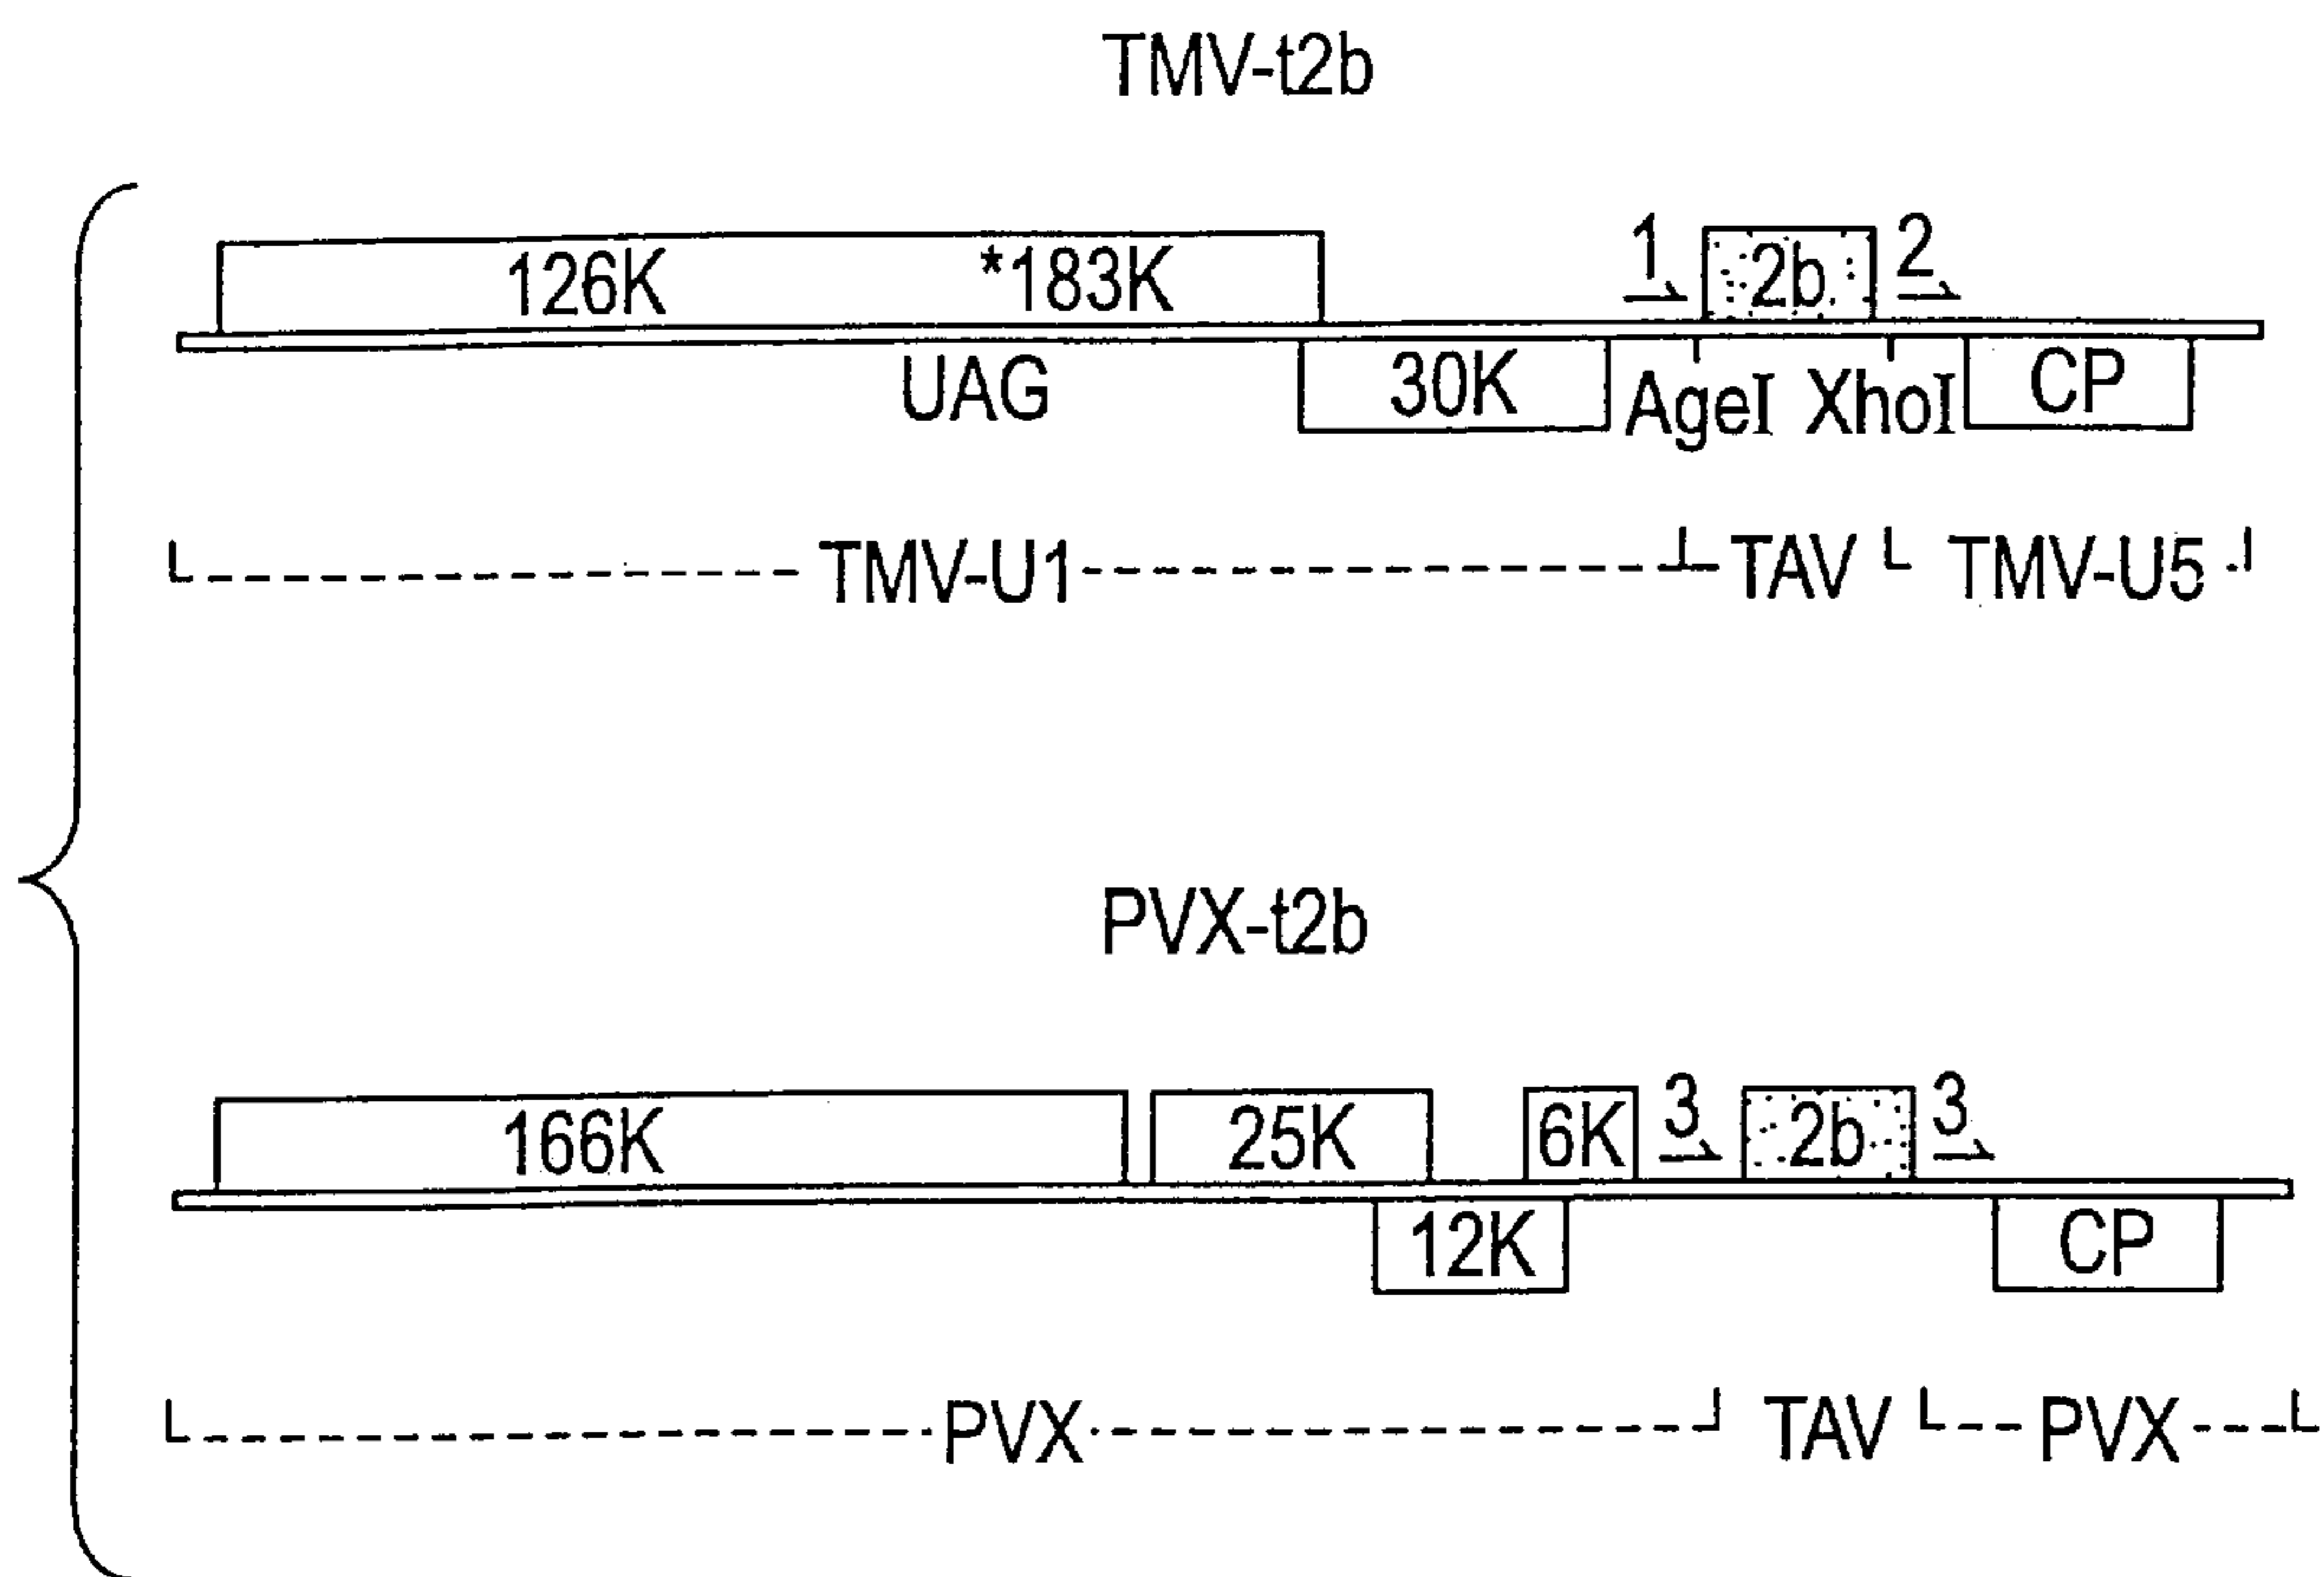 TMV-t2b
126K *183K 1 2b 2
UAG 30K AgeI XhoI CP
TMV-U1 TAV TMV-U5
PVX-t2b
166K 25K 6K 3 2b 3
12K CP
PVX TAV PVX